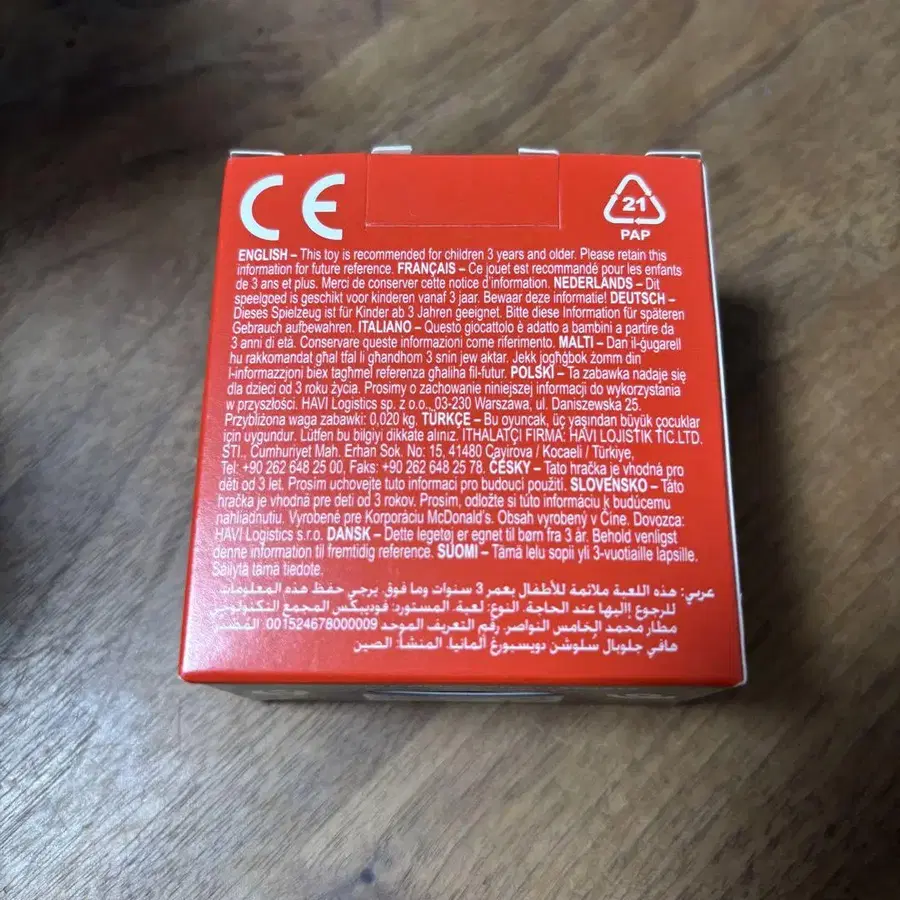 CE
21
PAP
ENGLISH – This toy is recommended for children 3 years and older. Please retain this
information for future reference. FRANÇAIS – Ce jouet est recommandé pour les enfants
de 3 ans et plus. Merci de conserver cette notice d'information. NEDERLANDS – Dit
speelgoed is geschikt voor kinderen vanaf 3 jaar. Bewaar deze informatie! DEUTSCH –
Dieses Spielzeug ist für Kinder ab 3 Jahren geeignet. Bitte diese Information für späteren
Gebrauch aufbewahren. ITALIANO – Questo giocattolo è adatto a bambini a partire da
3 anni di età. Conservare queste informazioni come riferimento. MALTI – Dan il-ġugarell
hu rakkomandat għal tfal li għandhom 3 snin jew aktar. Jekk jogħġbok żomm din
l-informazzjoni biex tagħmel referenza għaliha fil-futur. POLSKI – Ta zabawka nadaje się
dla dzieci od 3 roku życia. Prosimy o zachowanie niniejszej informacji do wykorzystania
w przyszłości. HAVI Logistics sp. z o.o., 03-230 Warszawa, ul. Daniszewska 25.
Przybliżona waga zabawki: 0,020 kg. TÜRKÇE – Bu oyuncak, üç yaşından büyük çocuklar
için uygundur. Lütfen bu bilgiyi dikkate alınız. İTHALATÇI FİRMA: HAVİ LOJİSTİK TİC.LTD.
ŞTİ., Cumhuriyet Mah. Erhan Sok. No: 15, 41480 Çayırova / Kocaeli / Türkiye,
Tel: +90 262 648 25 00, Faks: +90 262 648 25 78. ČESKY – Tato hračka je vhodná pro
děti od 3 let. Prosím uchovejte tuto informaci pro budoucí použití. SLOVENSKO – Táto
hračka je vhodná pre deti od 3 rokov. Prosím, odložte si túto informáciu k budúcemu
nahliadnutiu. Vyrobené pre Korporáciu McDonald's. Obsah vyrobený v Číne. Dovozca:
HAVI Logistics s.r.o. DANSK – Dette legetøj er egnet til børn fra 3 år. Behold venligst
denne information til fremtidig reference. SUOMI – Tämä lelu sopii yli 3-vuotiaille lapsille.
Säilytä tämä tiedote.
عربي: هذه اللعبة ملائمة للأطفال بعمر 3 سنوات وما فوق. يرجي حفظ هذه المعلومات
للرجوع إاليها عند الحاجة. النوع: لعبة. المستورد: فوديبكس المجمع التكنولوجي
مطار محمد الخامس النواصر. رقم التعريف الموحد 001524678000009 المصدر
هافي جلوبال سلوشن دويسبورغ ألمانيا. المنشأ: الصين